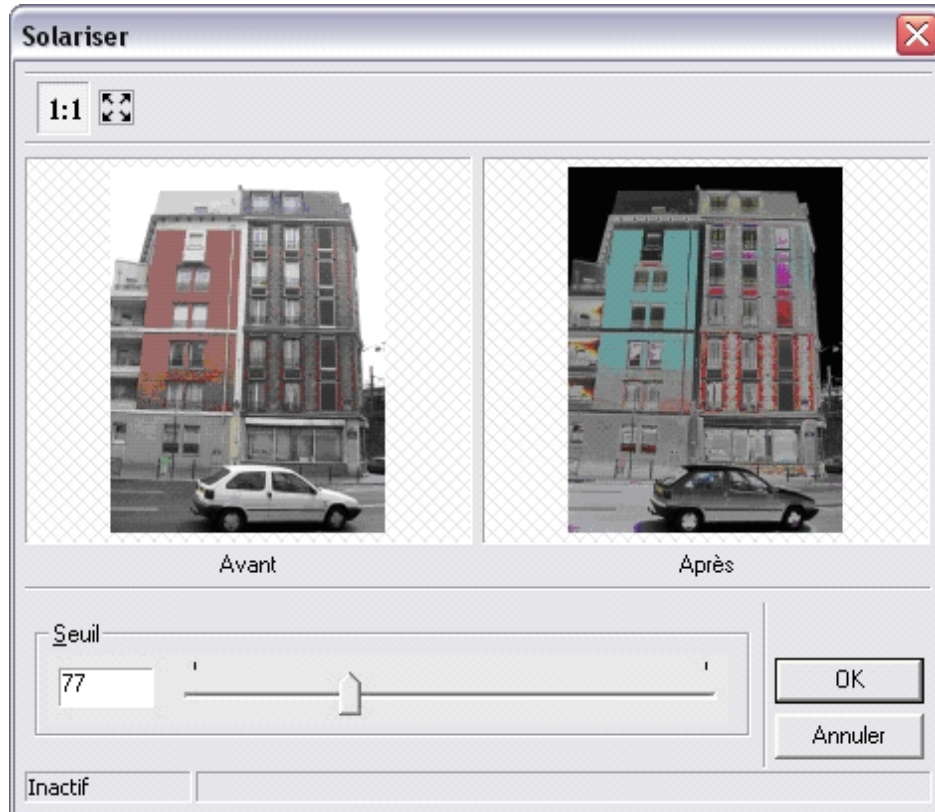 Solariser
1:1
Avant
Après
Seuil
77
OK
Annuler
Inactif